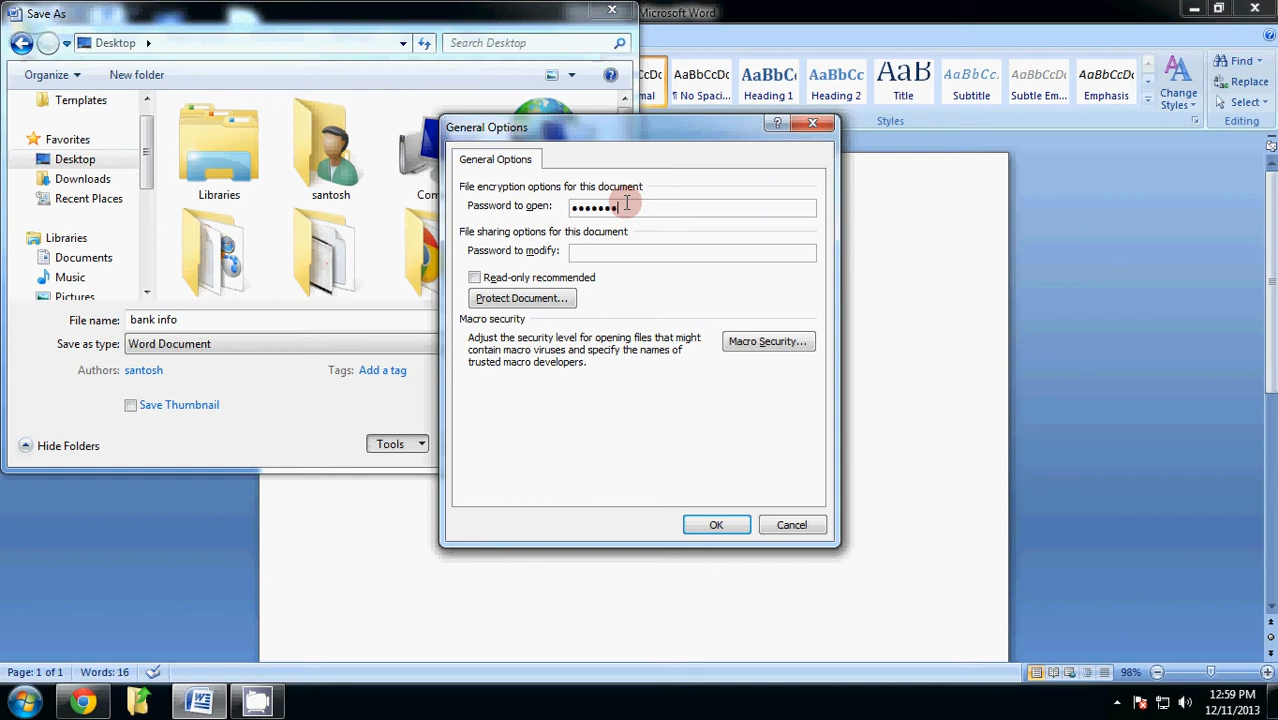 Save As
Microsoft Word
Desktop
Search Desktop
Organize
New folder
Templates
Favorites
Desktop
Downloads
Recent Places
Libraries
Documents
Music
Pictures
Libraries
santosh
File name: bank info
Save as type: Word Document
Authors: santosh
Tags: Add a tag
Save Thumbnail
Hide Folders
Tools
AaBbCcDc
¶ No Spaci...
AaBbC
Heading 1
AaBbCc
Heading 2
AaB
Title
AaBbCc
Subtitle
AaBbCcDc
Subtle Em...
AaBbCcDc
Emphasis
Change
Styles
Styles
Find
Replace
Select
Editing
General Options
General Options
File encryption options for this document
Password to open: •••••••
File sharing options for this document
Password to modify:
Read-only recommended
Protect Document...
Macro security
Adjust the security level for opening files that might
contain macro viruses and specify the names of
trusted macro developers.
Macro Security...
OK
Cancel
Page: 1 of 1
Words: 16
98%
12:59 PM
12/11/2013